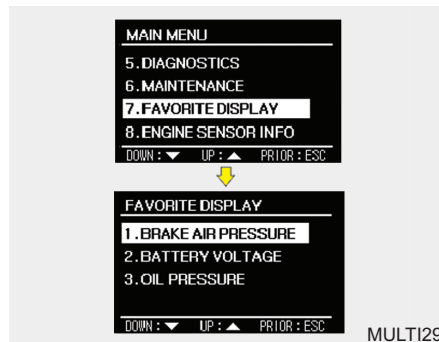 MAIN MENU
5.DIAGNOSTICS
6.MAINTENANCE
7.FAVORITE DISPLAY
8.ENGINE SENSOR INFO
DOWN:▼ UP:▲ PRIOR:ESC
FAVORITE DISPLAY
1.BRAKE AIR PRESSURE
2.BATTERY VOLTAGE
3.OIL PRESSURE
DOWN:▼ UP:▲ PRIOR:ESC
MULTI29